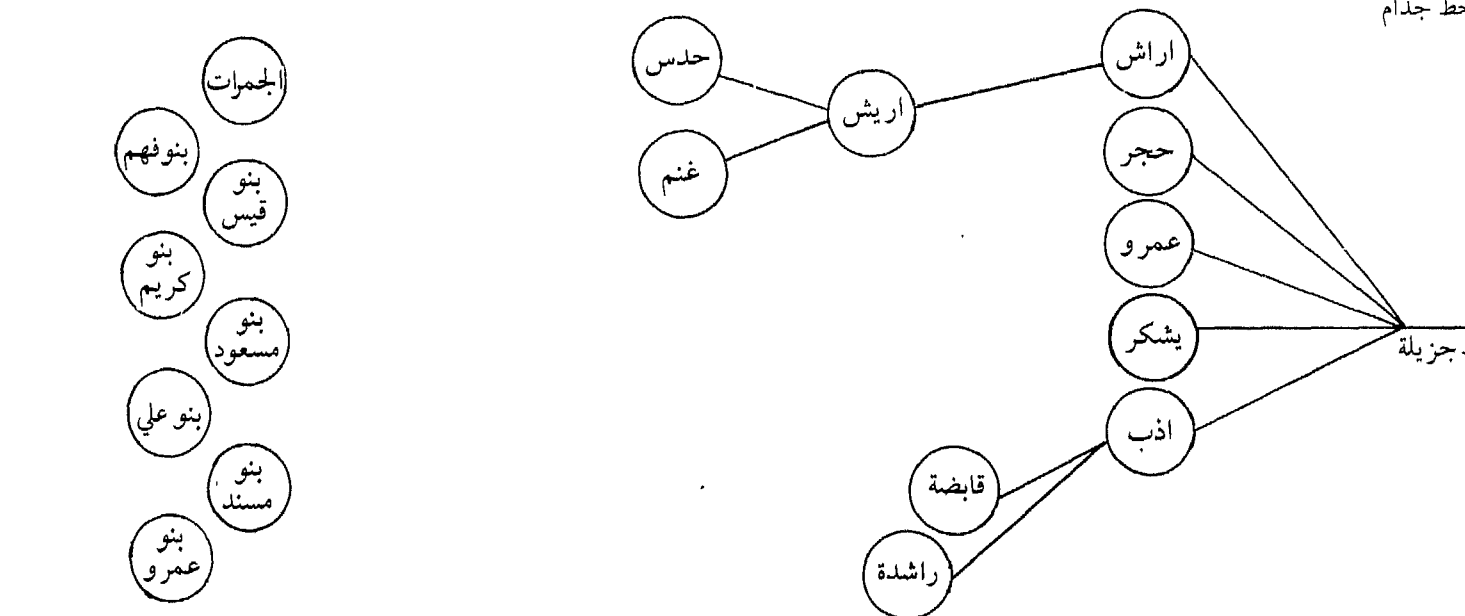 خط جذام
اراش
حدس
اريش
حجر
غنم
عمرو
يشكر
جزيلة
اذب
قابضة
راشدة
الجمرات
بنو فهم
بنو
قيس
بنو
كريم
بنو
مسعود
بنو علي
بنو
مسند
بنو
عمرو